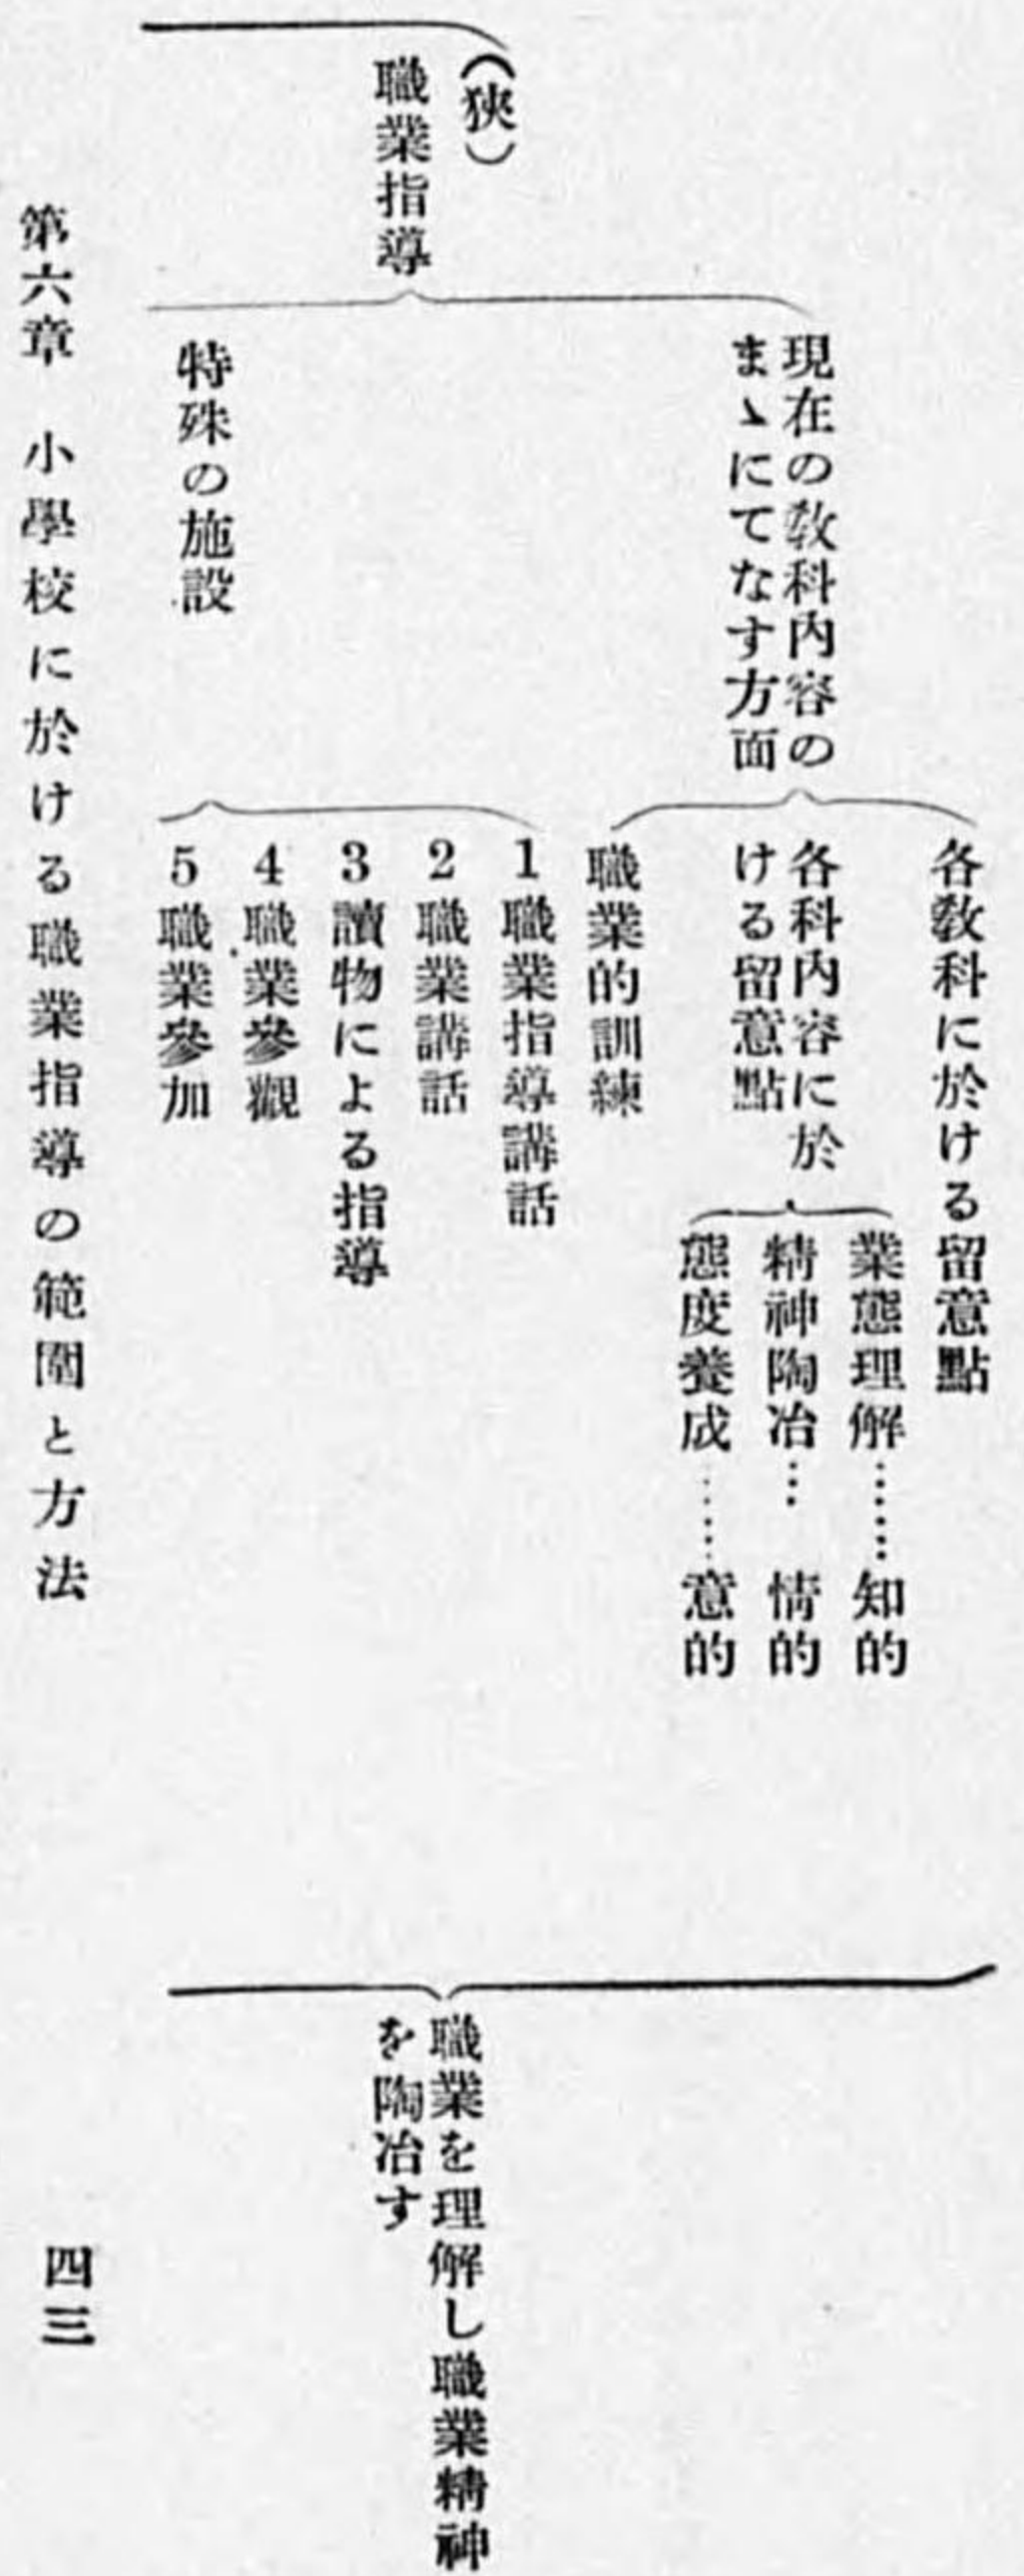 (狹)
職業指導
現在の敎科內容の
まゝにてなす方面
各敎科に於ける留意點
各科內容に於
ける留意點
業態理解……知的
精神陶冶… 情的
態度養成……意的
職業的訓練
特殊の施設
1 職業指導講話
2 職業講話
3 讀物による指導
4 職業參觀
5 職業參加
職業を理解し職業精神
を陶冶す
第六章 小學校に於ける職業指導の範圍と方法
四三